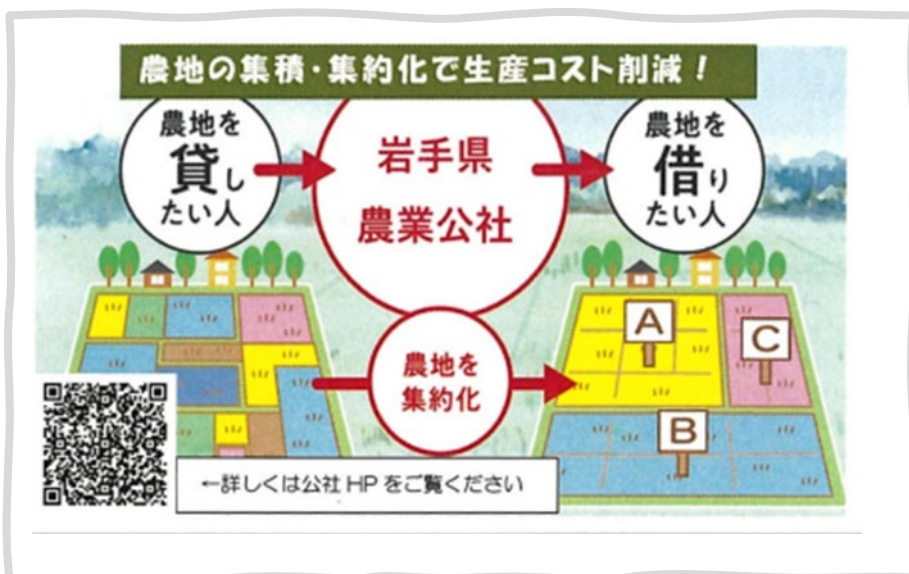 農地の集積・集約化で生産コスト削減！
農地を
貸し
たい人
岩手県
農業公社
農地を
借り
たい人
農地を
集約化
A
C
B
←詳しくは公社 HP をご覧ください